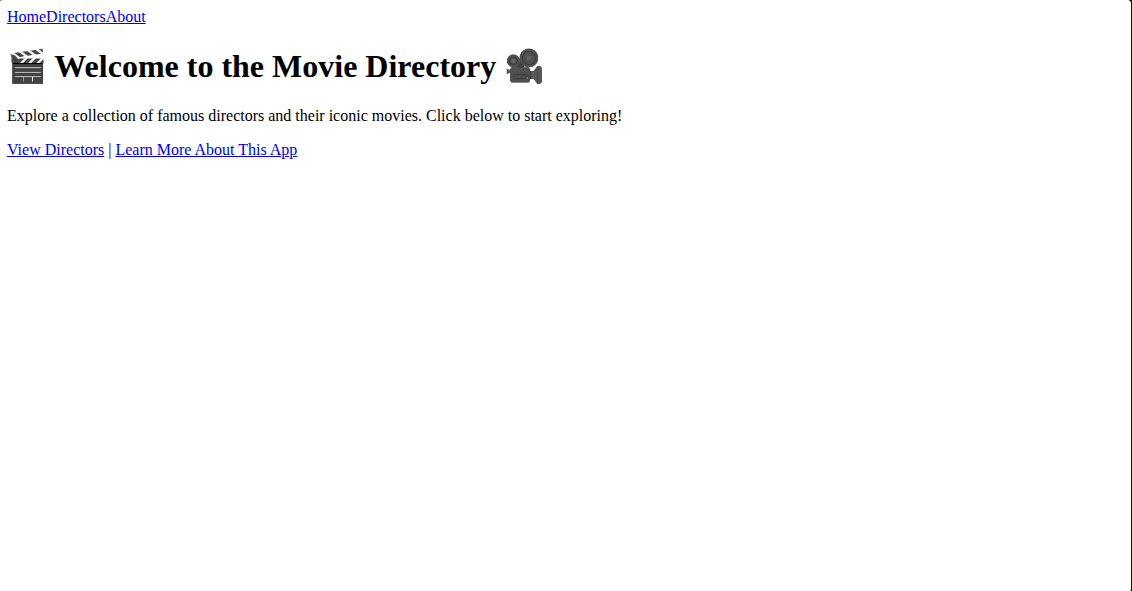 HomeDirectorsAbout
🎬 Welcome to the Movie Directory 🎥
Explore a collection of famous directors and their iconic movies. Click below to start exploring!
View Directors | Learn More About This App